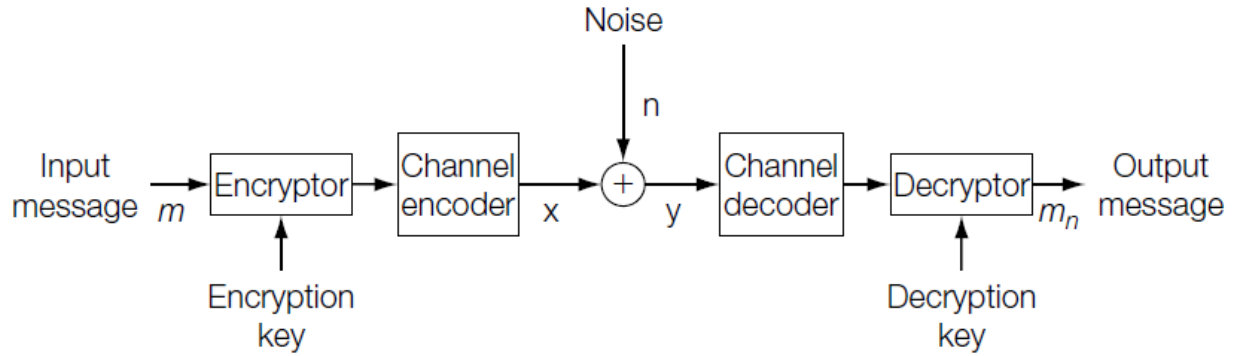 Noise
n
Input
message
m
Encryptor
Channel
encoder
x
+
y
Channel
decoder
Decryptor
mn
Output
message
Encryption
key
Decryption
key